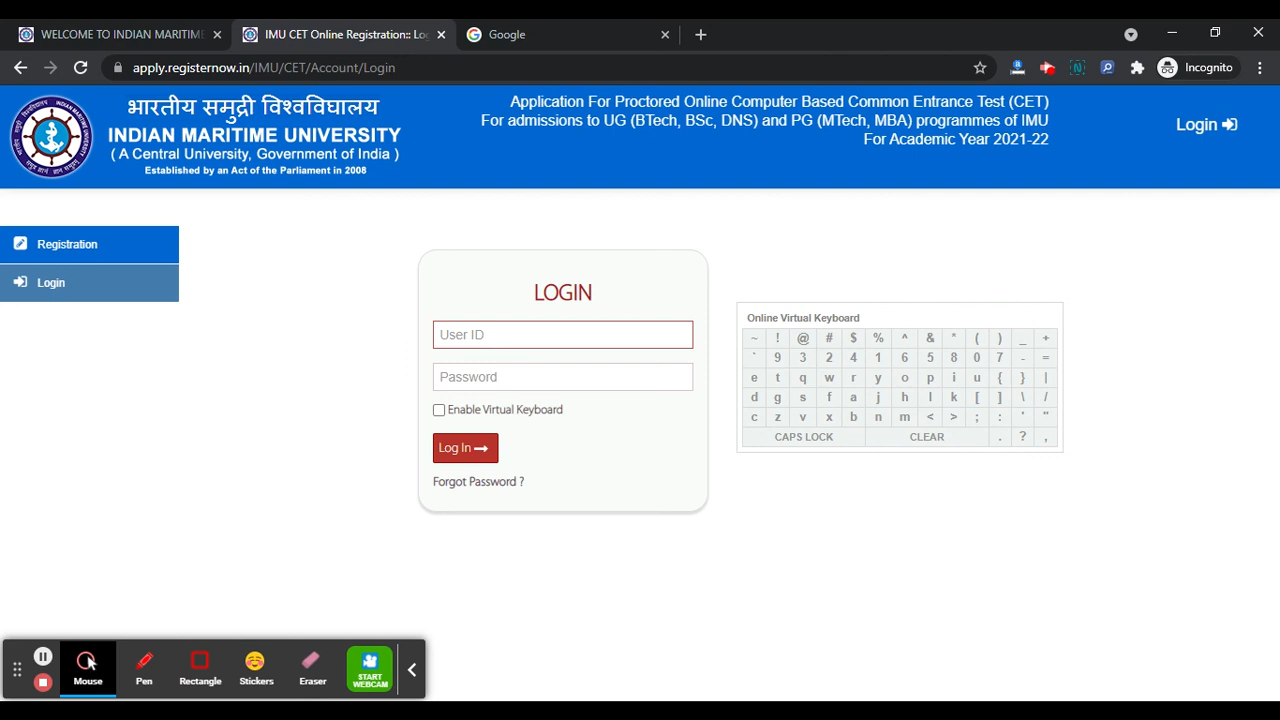 WELCOME TO INDIAN MARITIME
IMU CET Online Registration:: Log
Google
apply.registernow.in/IMU/CET/Account/Login
Incognito
भारतीय समुद्री विश्वविघालय
INDIAN MARITIME UNIVERSITY
( A Central University, Government of India )
Established by an Act of the Parliament in 2008
Application For Proctored Online Computer Based Common Entrance Test (CET)
For admissions to UG (BTech, BSc, DNS) and PG (MTech, MBA) programmes of IMU
For Academic Year 2021-22
Login
Registration
Login
LOGIN
User ID
Password
Enable Virtual Keyboard
Log In
Forgot Password ?
Online Virtual Keyboard
~ ! @ # $ % ^ & * ( ) _ +
` 9 3 2 4 1 6 5 8 0 7 - =
e t q w r y o p i u { } |
d g s f a j h l k [ ] \ /
c z v x b n m < > ; : ' "
CAPS LOCK CLEAR . ? ,
Mouse
Pen
Rectangle
Stickers
Eraser
START
WEBCAM